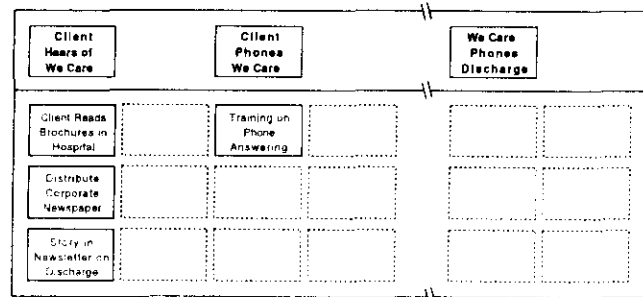 Client
Hears of
We Care
Client
Phones
We Care
We Care
Phones
Discharge
Client Reads
Brochures in
Hospital
Training on
Phone
Answering
Distribute
Corporate
Newspaper
Story in
Newsletter on
Discharge